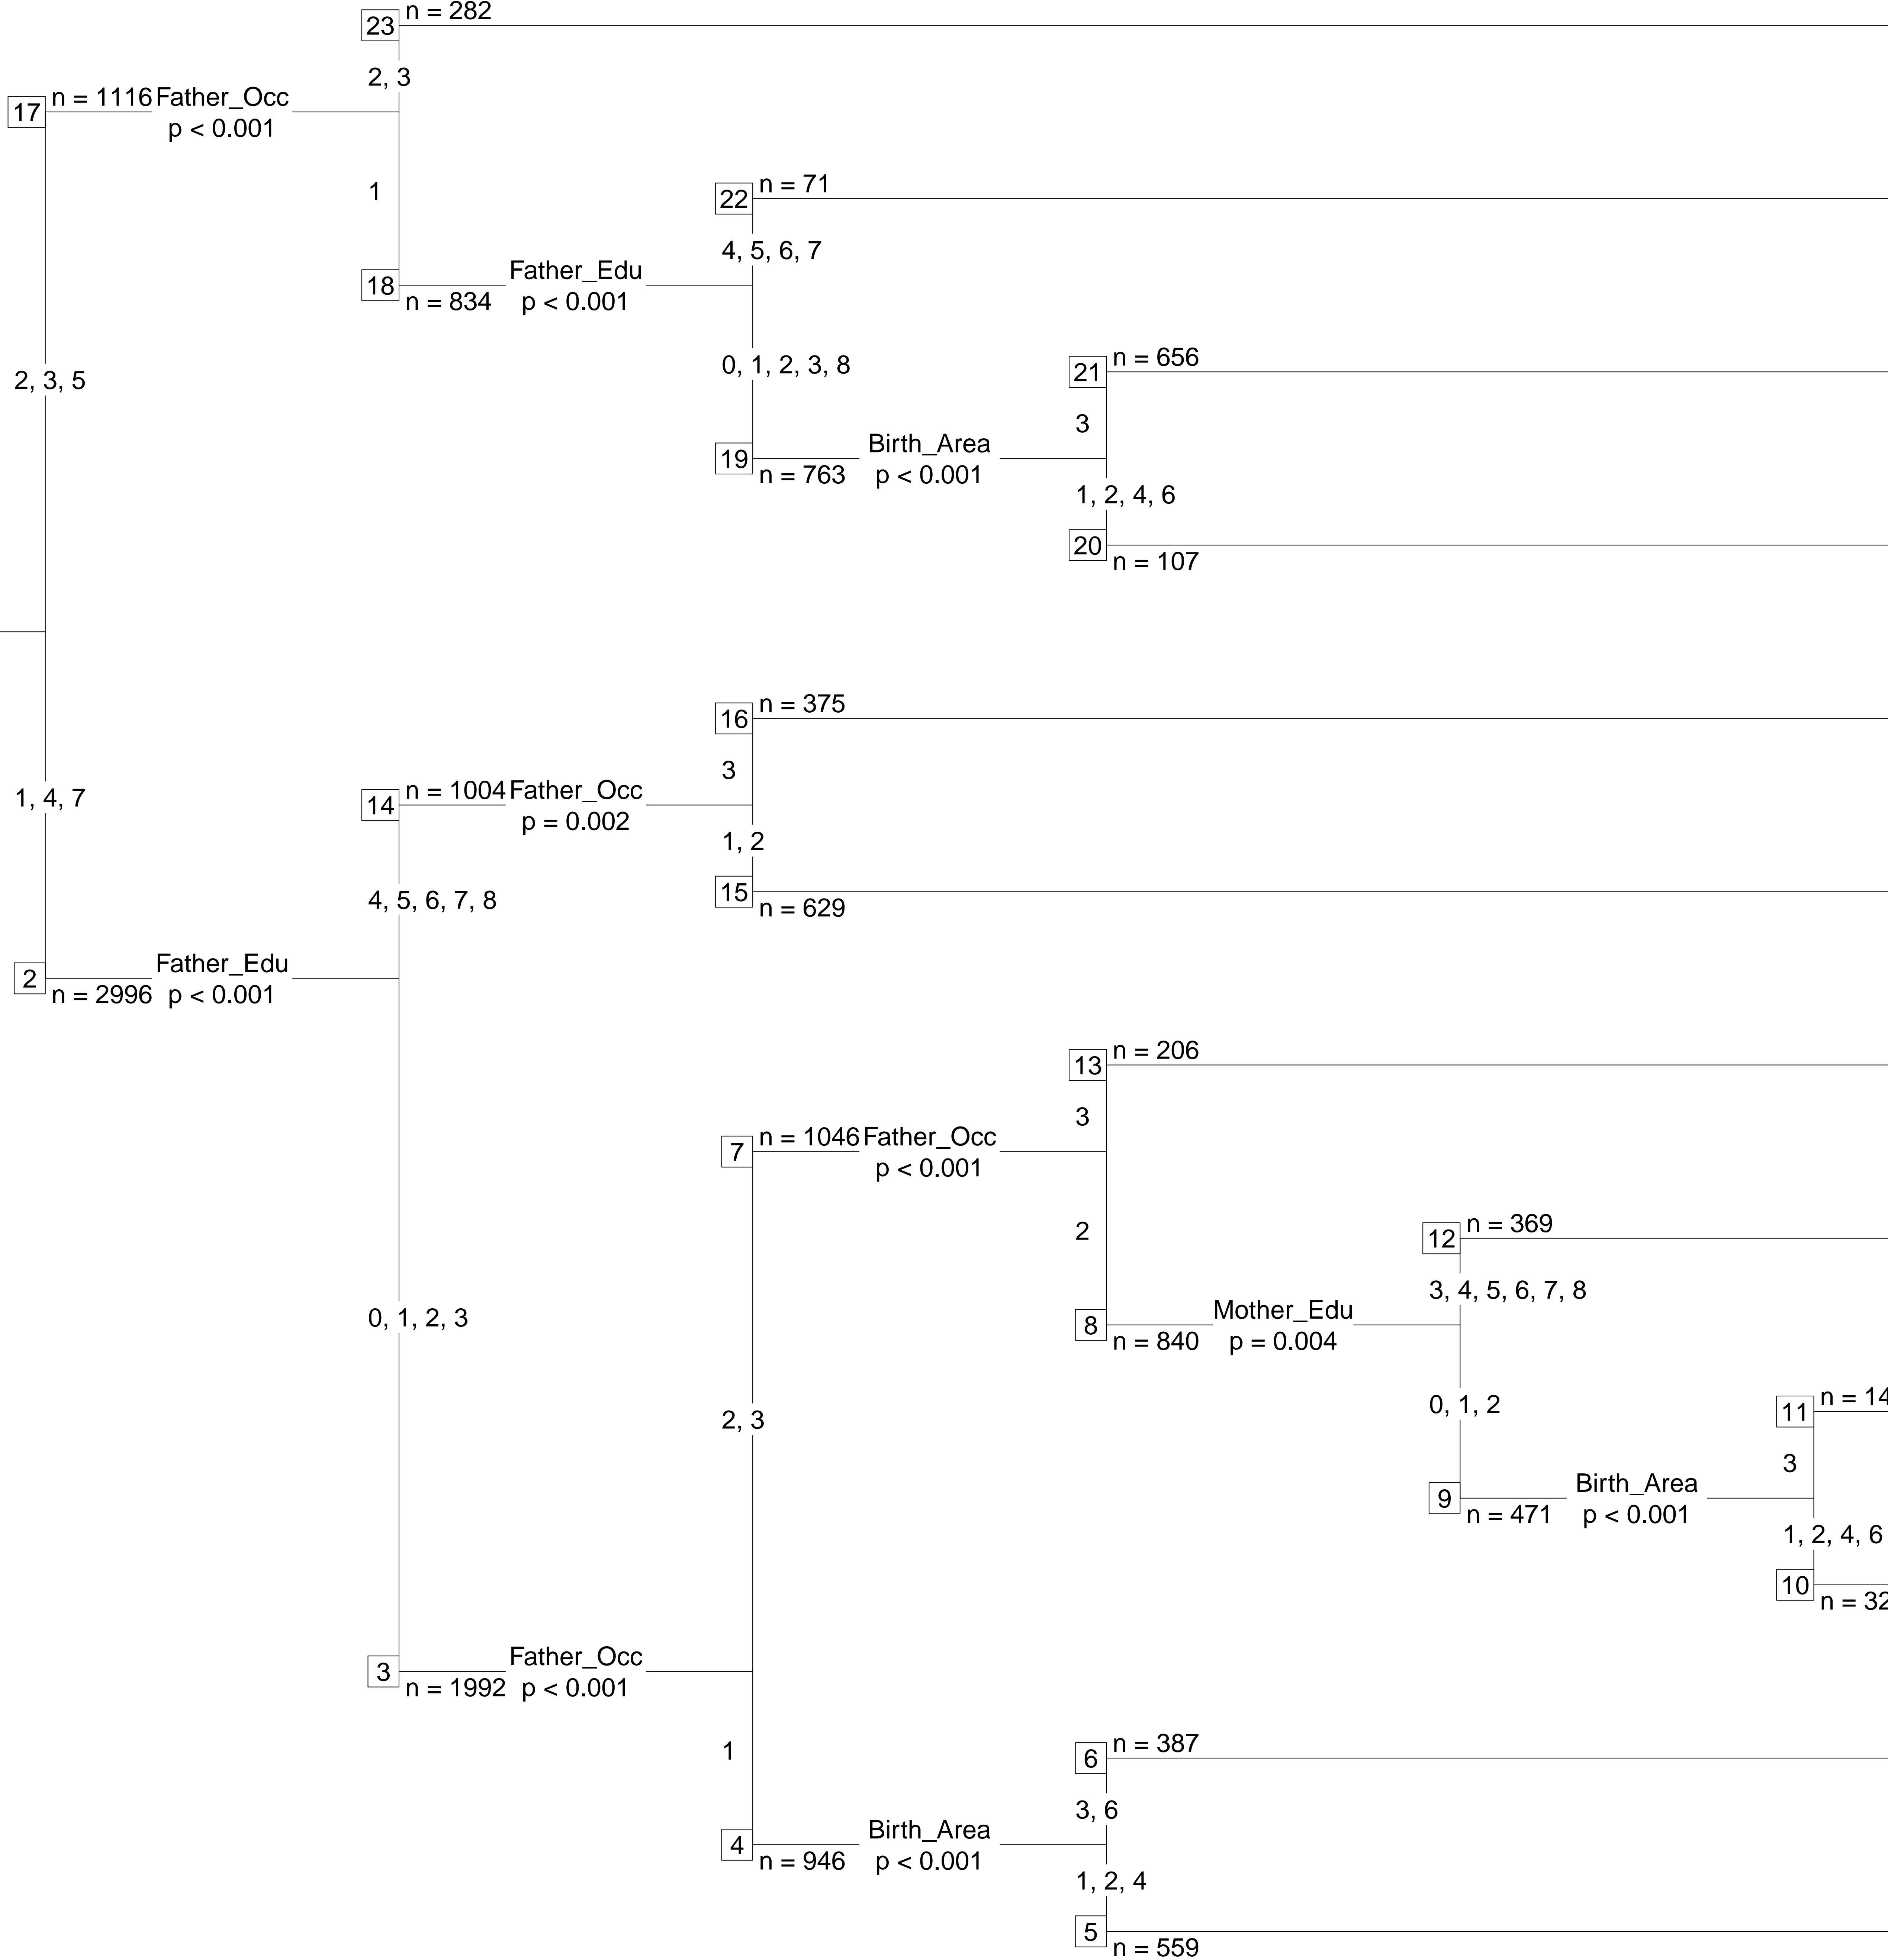 23
n = 282
2, 3
17
n = 1116
Father_Occ
p < 0.001
1
22
n = 71
4, 5, 6, 7
18
n = 834
Father_Edu
p < 0.001
2, 3, 5
0, 1, 2, 3, 8
21
n = 656
3
19
n = 763
Birth_Area
p < 0.001
1, 2, 4, 6
20
n = 107
16
n = 375
3
1, 4, 7
14
n = 1004
Father_Occ
p = 0.002
1, 2
15
n = 629
4, 5, 6, 7, 8
2
n = 2996
Father_Edu
p < 0.001
13
n = 206
3
7
n = 1046
Father_Occ
p < 0.001
2
12
n = 369
3, 4, 5, 6, 7, 8
8
n = 840
Mother_Edu
p = 0.004
0, 1, 2, 3
0, 1, 2
11
n = 14
2, 3
3
9
n = 471
Birth_Area
p < 0.001
1, 2, 4, 6
10
n = 32
3
n = 1992
Father_Occ
p < 0.001
1
6
n = 387
3, 6
4
n = 946
Birth_Area
p < 0.001
1, 2, 4
5
n = 559